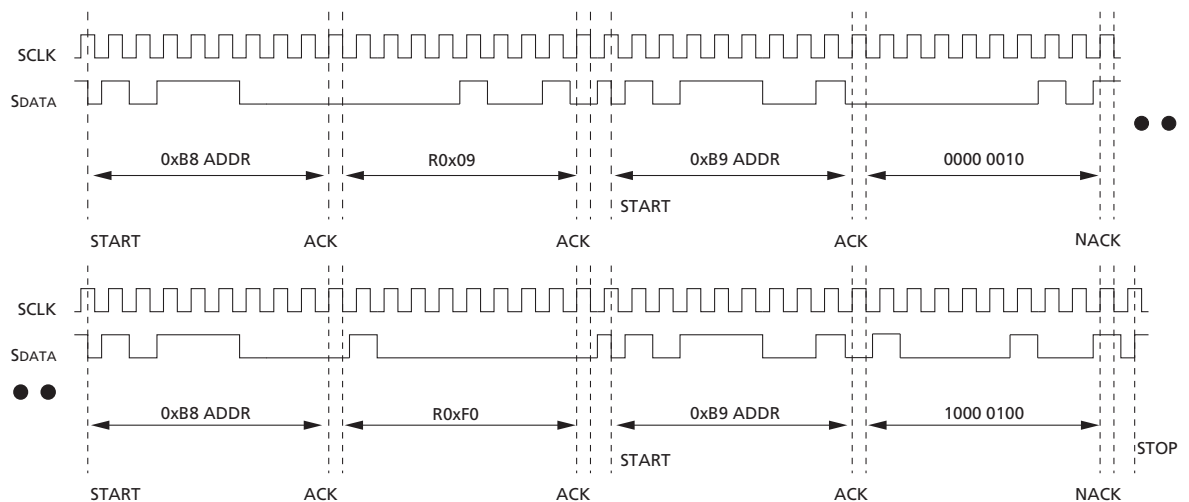 SCLK
SDATA
0xB8 ADDR R0x09 0xB9 ADDR 0000 0010
START
START ACK ACK ACK NACK
SCLK
SDATA
0xB8 ADDR R0xF0 0xB9 ADDR 1000 0100
STOP
START
START ACK ACK ACK NACK